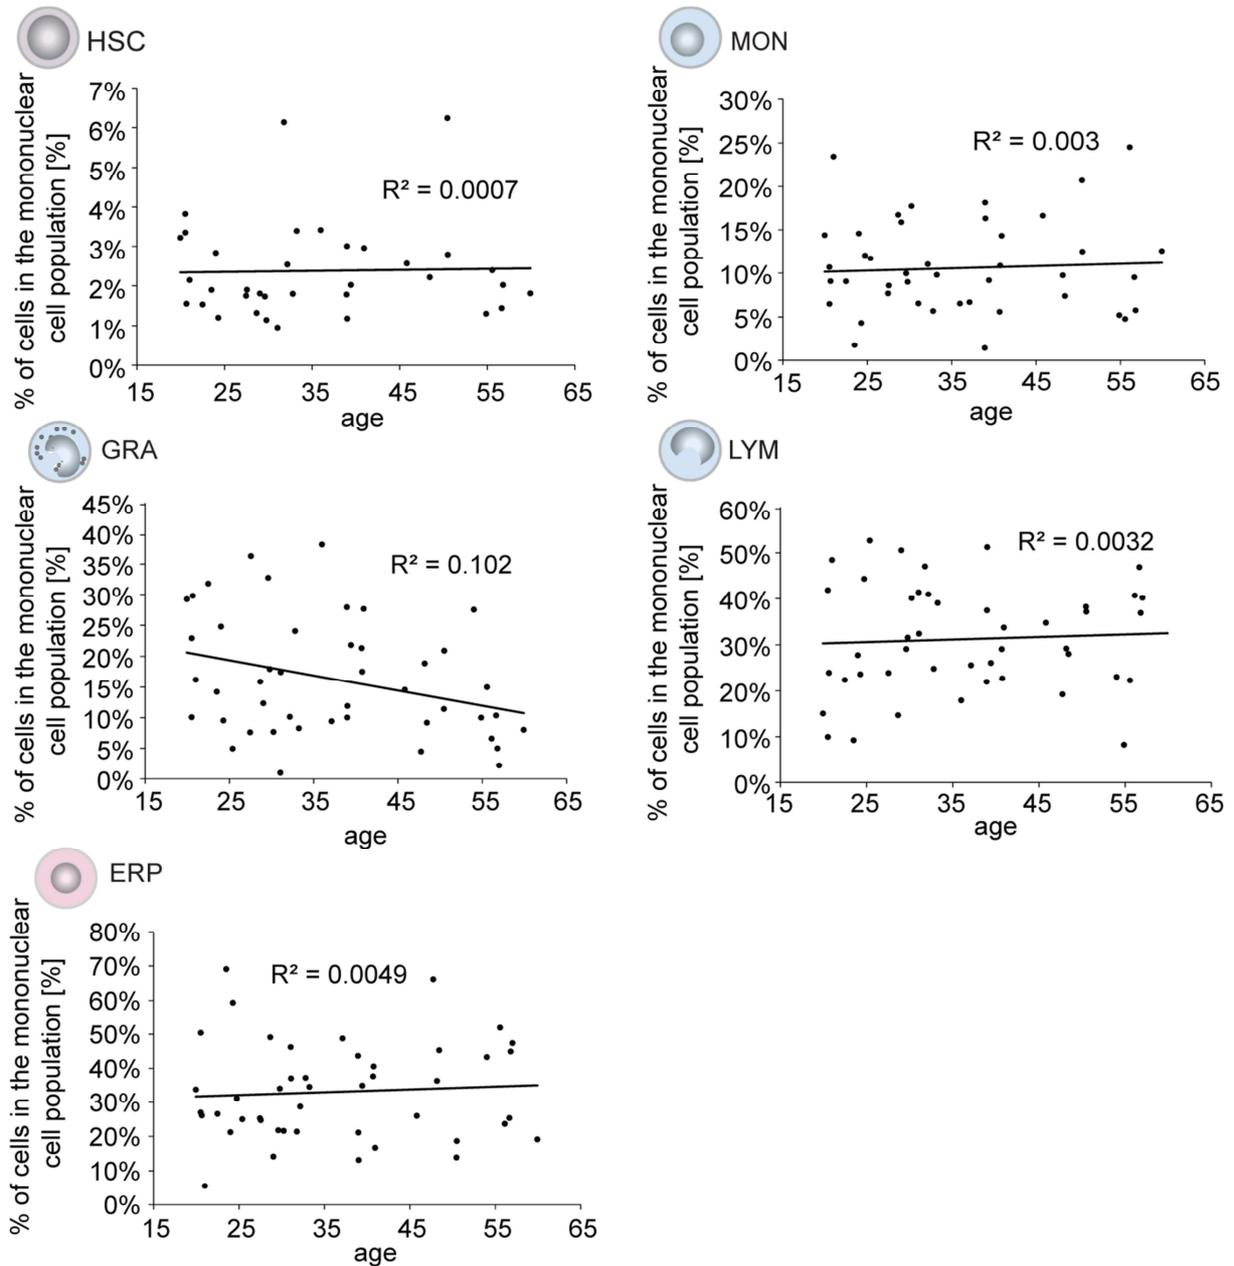 HSC
% of cells in the mononuclear
cell population [%]
7%
6%
5%
4%
3%
2%
1%
0%
R² = 0.0007
15 25 35 45 55 65
age
MON
% of cells in the mononuclear
cell population [%]
30%
25%
20%
15%
10%
5%
0%
R² = 0.003
15 25 35 45 55 65
age
GRA
% of cells in the mononuclear
cell population [%]
45%
40%
35%
30%
25%
20%
15%
10%
5%
0%
R² = 0.102
15 25 35 45 55 65
age
LYM
% of cells in the mononuclear
cell population [%]
60%
50%
40%
30%
20%
10%
0%
R² = 0.0032
15 25 35 45 55 65
age
ERP
% of cells in the mononuclear
cell population [%]
80%
70%
60%
50%
40%
30%
20%
10%
0%
R² = 0.0049
15 25 35 45 55 65
age